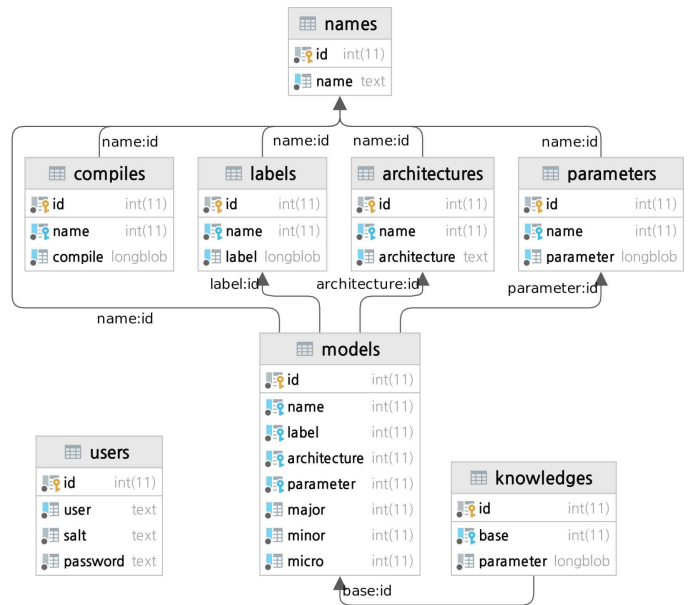 names
id int(11)
name text
name:id name:id name:id name:id
compiles
id int(11)
name int(11)
compile longblob
labels
id int(11)
name int(11)
label longblob
architectures
id int(11)
name int(11)
architecture text
parameters
id int(11)
name int(11)
parameter longblob
label:id architecture:id parameter:id
name:id
models
id int(11)
name int(11)
label int(11)
architecture int(11)
parameter int(11)
major int(11)
minor int(11)
micro int(11)
users
id int(11)
user text
salt text
password text
knowledges
id int(11)
base int(11)
parameter longblob
base:id